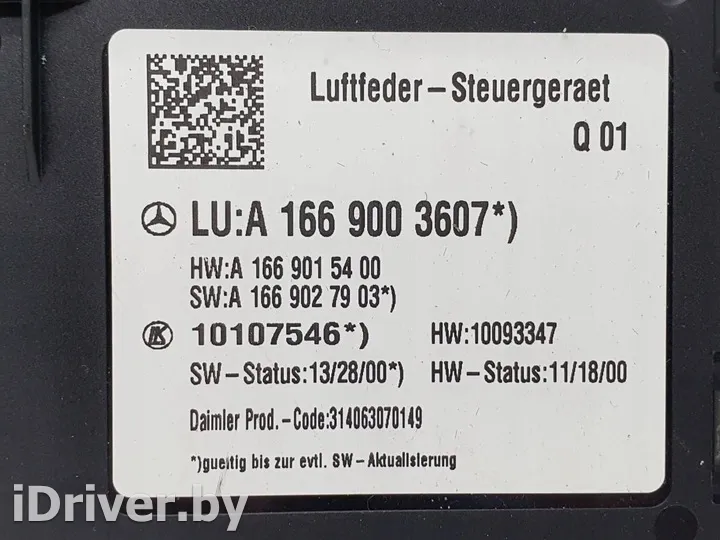 Luftfeder-Steuergeraet
Q 01
LU:A 166 900 3607*)
HW:A 166 901 54 00
SW:A 166 902 79 03*)
K 10107546*) HW:10093347
SW-Status:13/28/00*) HW-Status:11/18/00
Daimler Prod.-Code:314063070149
*)gueltig bis zur evtl. SW-Aktualisierung
iDriver.by